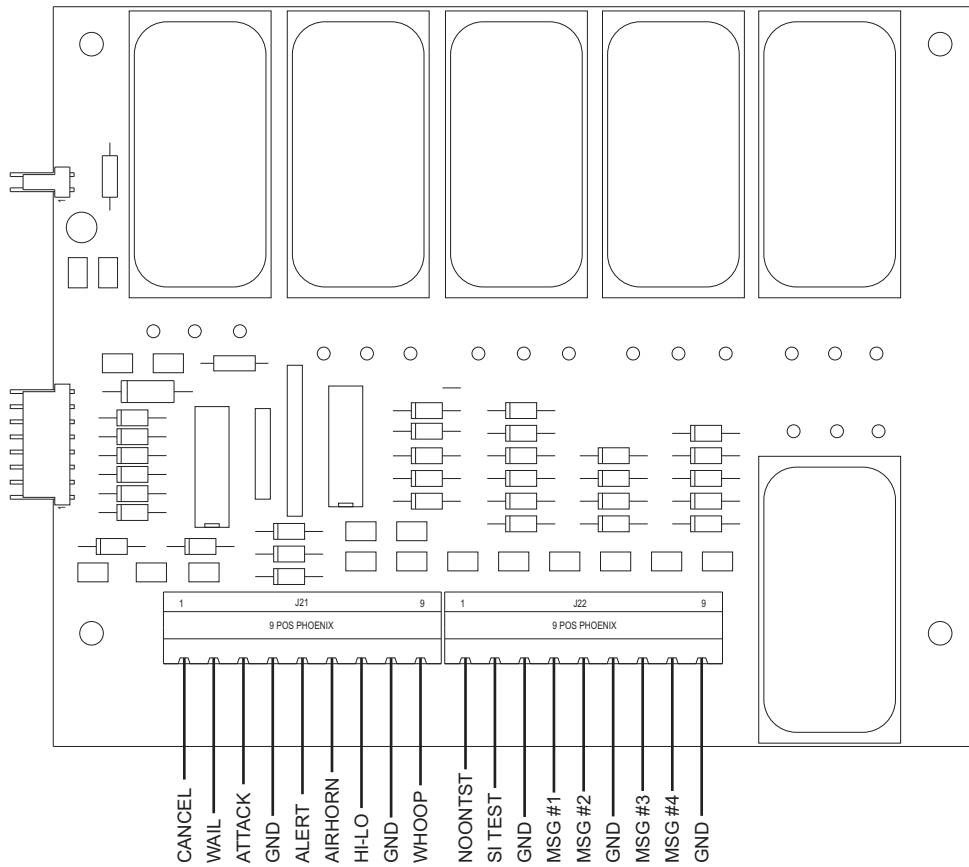 1 J21 9
9 POS PHOENIX
1 J22 9
9 POS PHOENIX
CANCEL
WAIL
ATTACK
GND
ALERT
AIRHORN
HI-LO
GND
WHOOP
NOONTST
SI TEST
GND
MSG #1
MSG #2
GND
MSG #3
MSG #4
GND